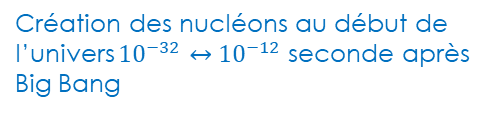 Création des nucléons au début de
l’univers 10⁻³² ↔ 10⁻¹² seconde après
Big Bang